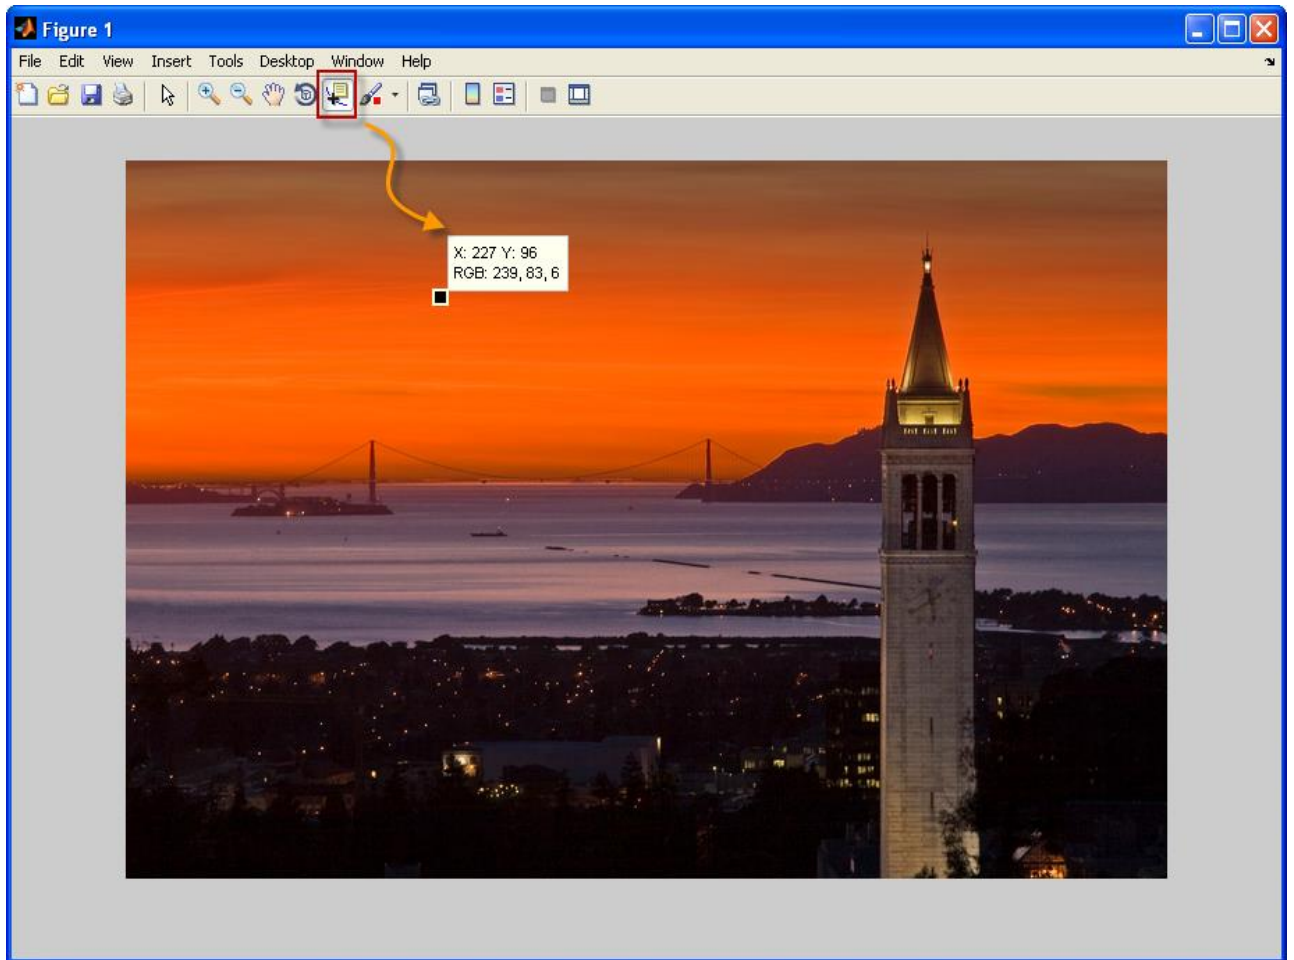 Figure 1
File Edit View Insert Tools Desktop Window Help
X: 227 Y: 96
RGB: 239, 83, 6